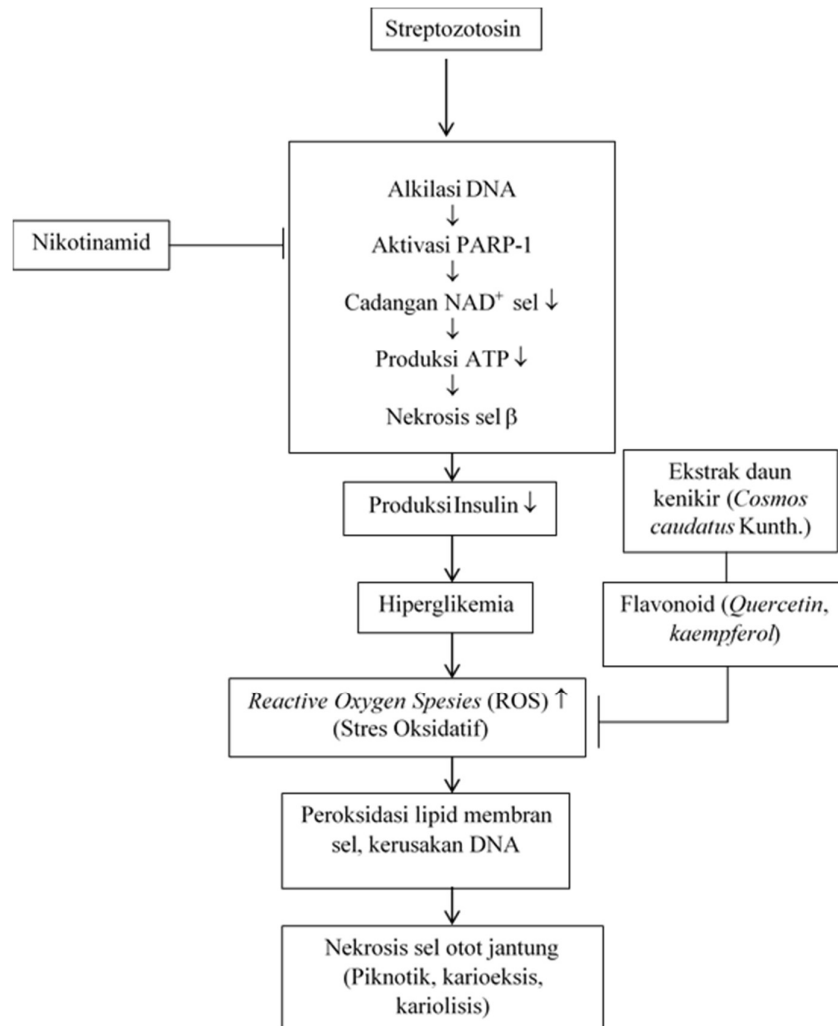 Streptozotosin
Alkilasi DNA
↓
Aktivasi PARP-1
↓
Cadangan NAD⁺ sel ↓
↓
Produksi ATP ↓
↓
Nekrosis sel β
Nikotinamid
Produksi Insulin ↓
Ekstrak daun
kenikir (Cosmos
caudatus Kunth.)
Hiperglikemia
Flavonoid (Quercetin,
kaempferol)
Reactive Oxygen Spesies (ROS) ↑
(Stres Oksidatif)
Peroksidasi lipid membran
sel, kerusakan DNA
Nekrosis sel otot jantung
(Piknotik, karioeksis,
kariolisis)